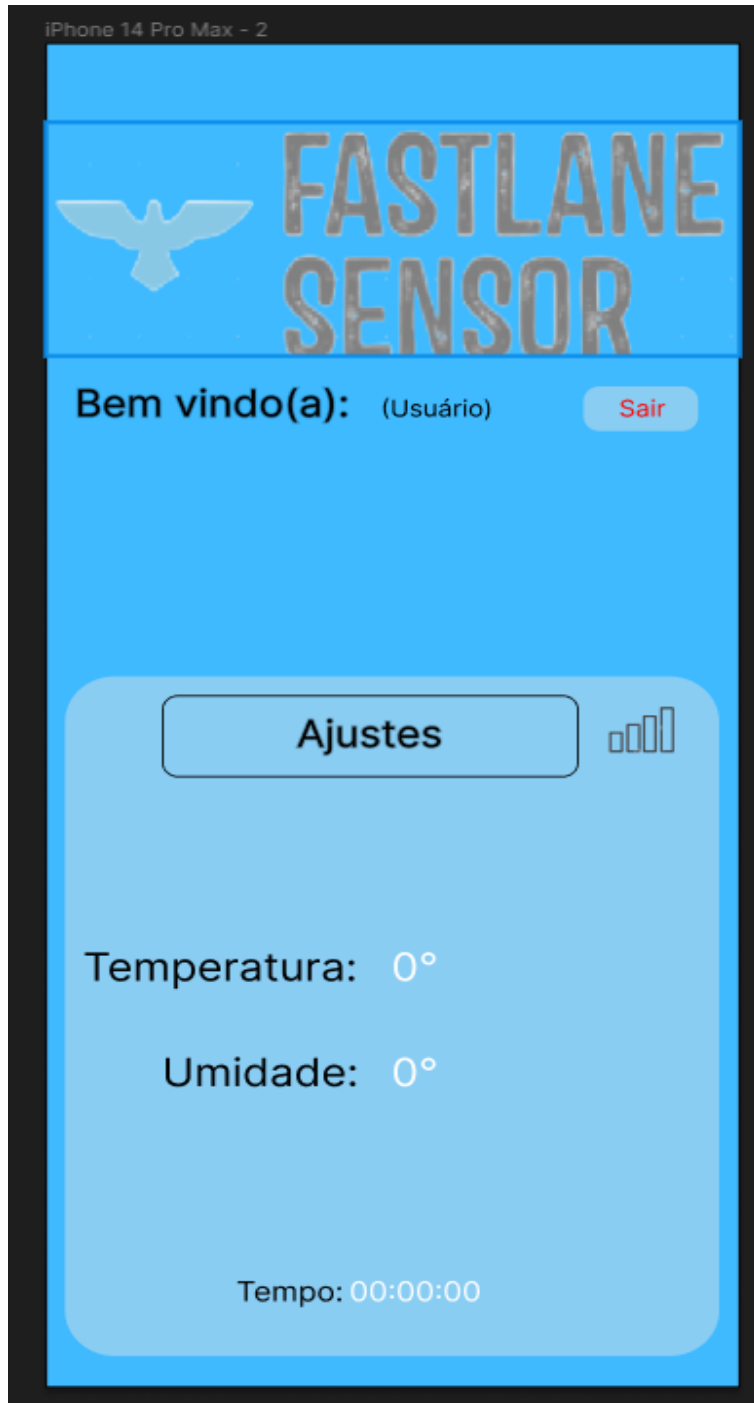 iPhone 14 Pro Max - 2
FASTLANE
SENSOR
Bem vindo(a): (Usuário) Sair
Ajustes
Temperatura: 0°
Umidade: 0°
Tempo: 00:00:00